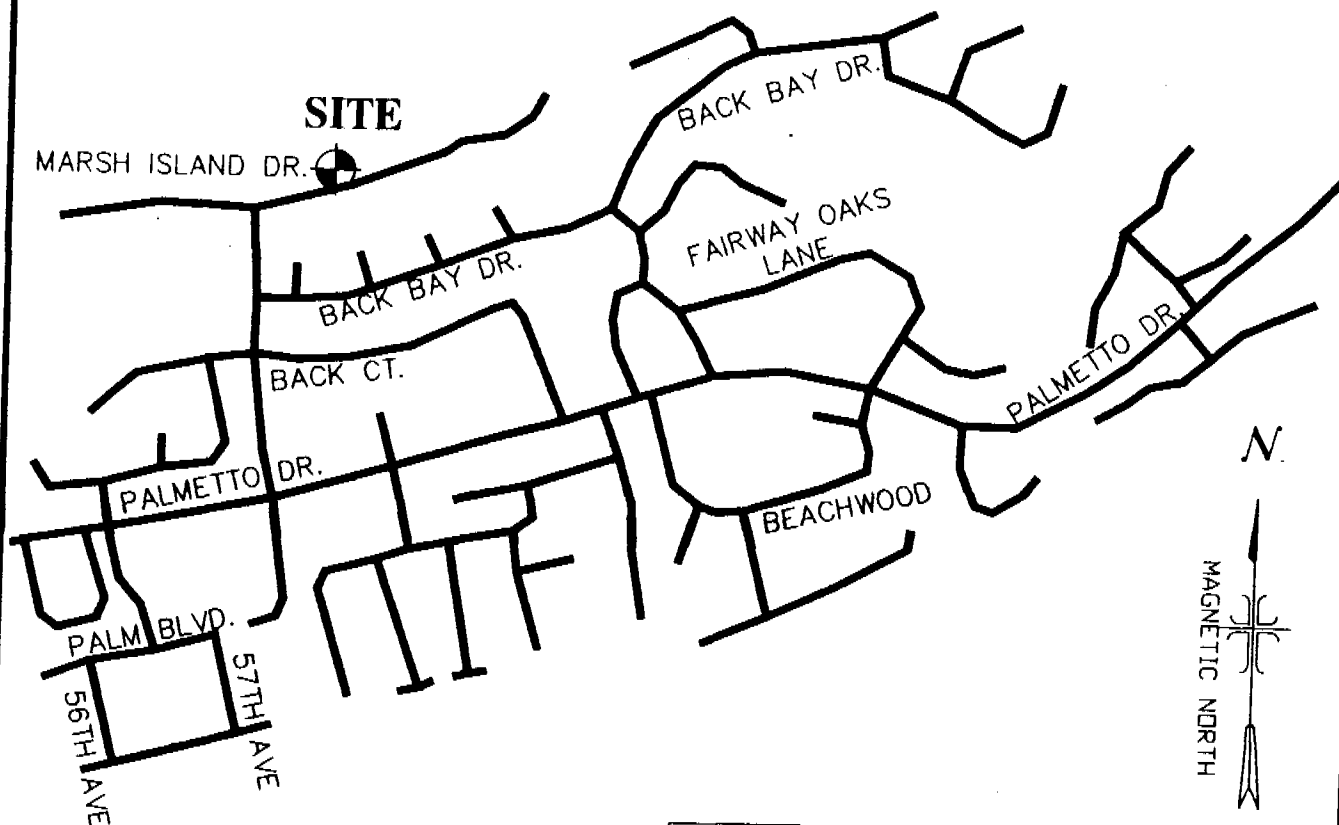 BACK BAY DR.
SITE
MARSH ISLAND DR.
FAIRWAY OAKS
LANE
BACK BAY DR.
BACK CT.
PALMETTO DR.
PALMETTO DR.
BEACHWOOD
N
PALM BLVD.
57TH AVE
56TH AVE
MAGNETIC NORTH